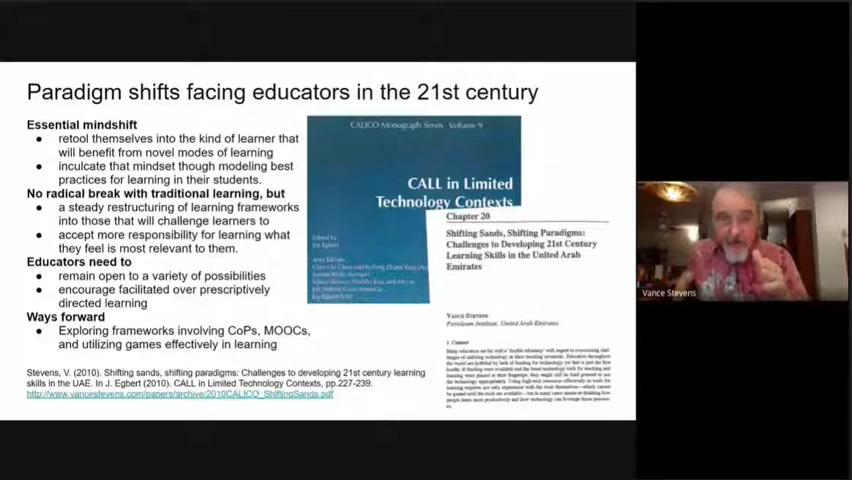 Paradigm shifts facing educators in the 21st century
Essential mindshift
● retool themselves into the kind of learner that
will benefit from novel modes of learning
● inculcate that mindset though modeling best
practices for learning in their students.
No radical break with traditional learning, but
● a steady restructuring of learning frameworks
into those that will challenge learners to
● accept more responsibility for learning what
they feel is most relevant to them.
Educators need to
● remain open to a variety of possibilities
● encourage facilitated over prescriptively
directed learning
Ways forward
● Exploring frameworks involving CoPs, MOOCs,
and utilizing games effectively in learning
Stevens, V. (2010). Shifting sands, shifting paradigms: Challenges to developing 21st century learning
skills in the UAE. In J. Egbert (2010). CALL in Limited Technology Contexts, pp.227-239.
http://www.vancestevens.com/papers/archive/2010CALICO_ShiftingSands.pdf
CALICO Monograph Series Volume 9
CALL in Limited
Technology Contexts
Edited by
Joy Egbert
Chapter 20
Shifting Sands, Shifting Paradigms:
Challenges to Developing 21st Century
Learning Skills in the United Arab
Emirates
VANCE STEVENS
Petroleum Institute, United Arab Emirates
1. Context
Vance Stevens